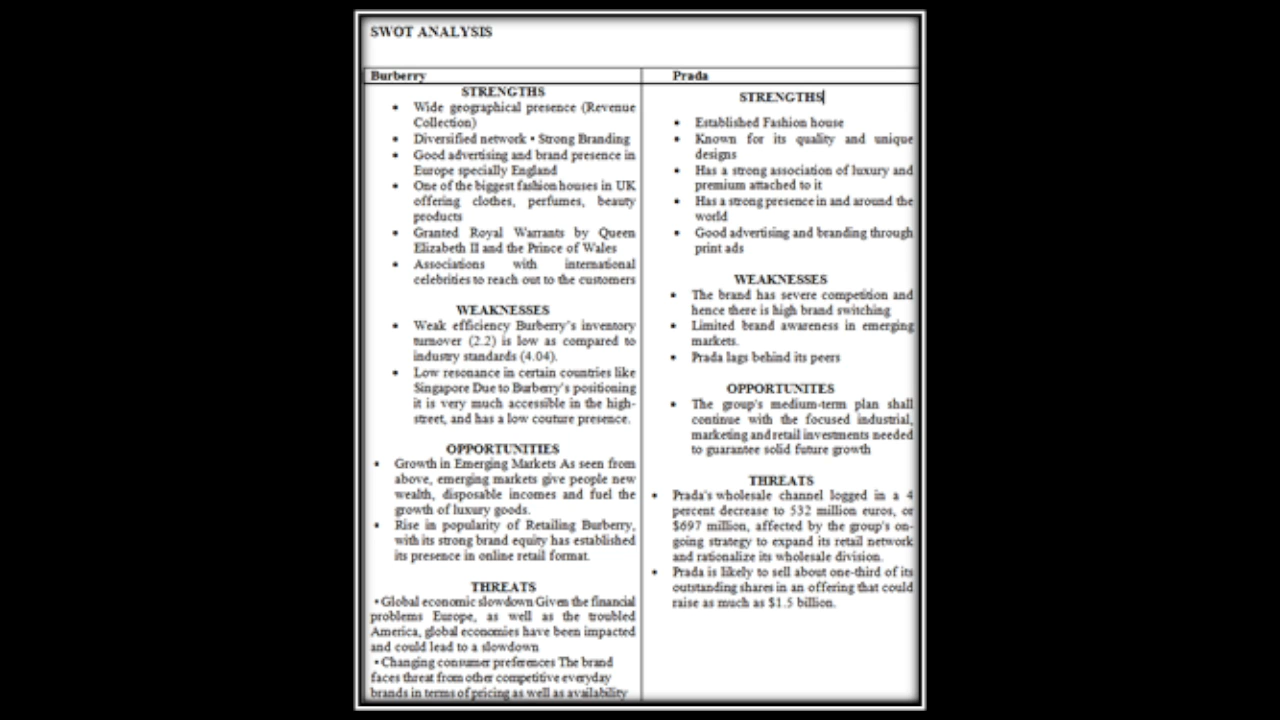 SWOT ANALYSIS
Burberry
STRENGTHS
• Wide geographical presence (Revenue
Collection)
• Diversified network • Strong Branding
• Good advertising and brand presence in
Europe specially England
• One of the biggest fashion houses in UK
offering clothes, perfumes, beauty
products
• Granted Royal Warrants by Queen
Elizabeth II and the Prince of Wales
• Associations with international
celebrities to reach out to the customers
WEAKNESSES
• Weak efficiency Burberry's inventory
turnover (2.2) is low as compared to
industry standards (4.04).
• Low resonance in certain countries like
Singapore Due to Burberry's positioning
it is very much accessible in the high-
street, and has a low couture presence.
OPPORTUNITIES
• Growth in Emerging Markets As seen from
above, emerging markets give people new
wealth, disposable incomes and fuel the
growth of luxury goods.
• Rise in popularity of Retailing Burberry,
with its strong brand equity has established
its presence in online retail format.
THREATS
• Global economic slowdown Given the financial
problems Europe, as well as the troubled
America, global economies have been impacted
and could lead to a slowdown
• Changing consumer preferences The brand
faces threat from other competitive everyday
brands in terms of pricing as well as availability
Prada
STRENGTHS
• Established Fashion house
• Known for its quality and unique
designs
• Has a strong association of luxury and
premium attached to it
• Has a strong presence in and around the
world
• Good advertising and branding through
print ads
WEAKNESSES
• The brand has severe competition and
hence there is high brand switching
• Limited brand awareness in emerging
markets.
• Prada lags behind its peers
OPPORTUNITES
• The group's medium-term plan shall
continue with the focused industrial,
marketing and retail investments needed
to guarantee solid future growth
THREATS
• Prada's wholesale channel logged in a 4
percent decrease to 532 million euros, or
$697 million, affected by the group's on-
going strategy to expand its retail network
and rationalize its wholesale division.
• Prada is likely to sell about one-third of its
outstanding shares in an offering that could
raise as much as $1.5 billion.